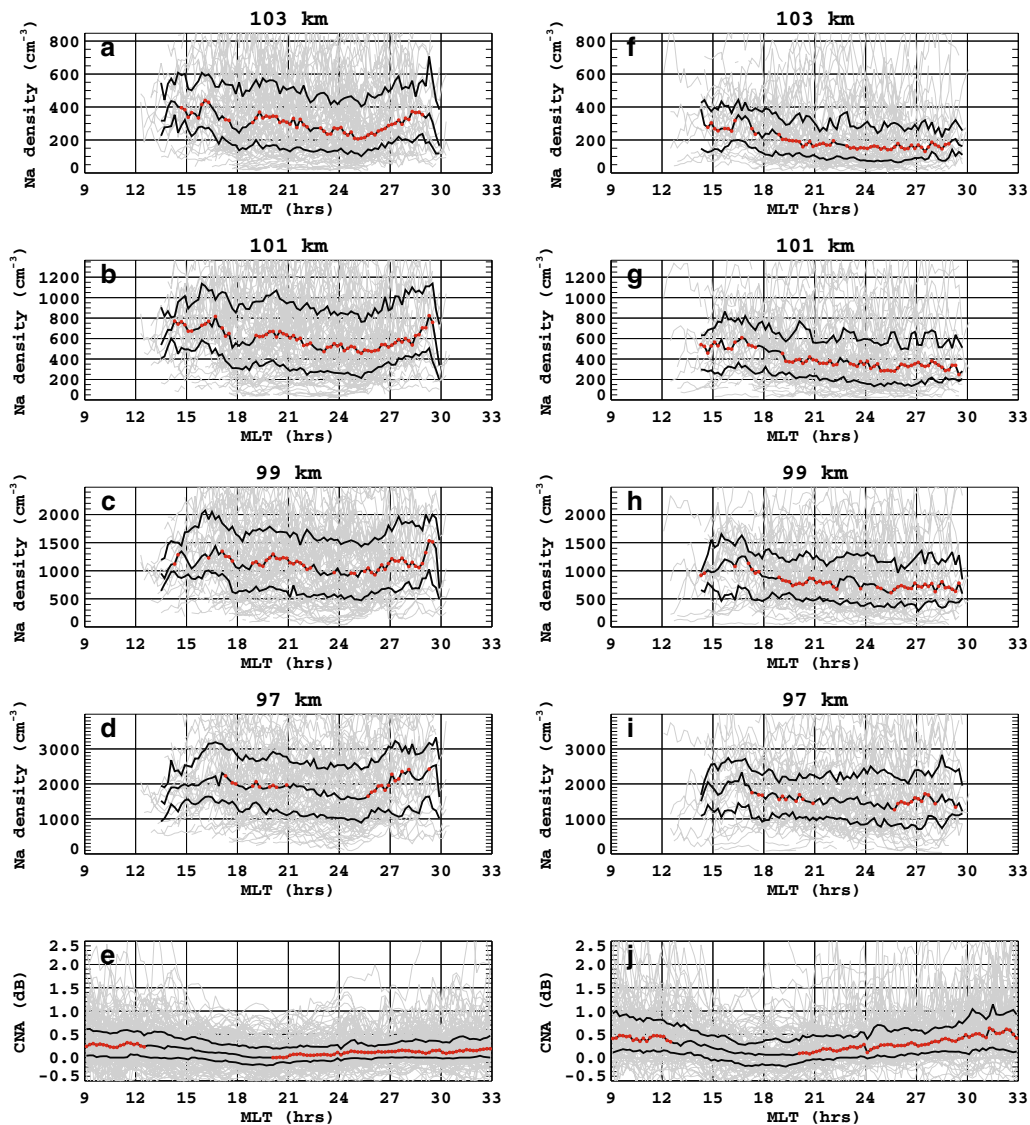 103 km
a
Na density (cm⁻³)
800
600
400
200
0
9 12 15 18 21 24 27 30 33
MLT (hrs)
103 km
f
Na density (cm⁻³)
800
600
400
200
0
9 12 15 18 21 24 27 30 33
MLT (hrs)
101 km
b
Na density (cm⁻³)
1200
1000
800
600
400
200
0
9 12 15 18 21 24 27 30 33
MLT (hrs)
101 km
g
Na density (cm⁻³)
1200
1000
800
600
400
200
0
9 12 15 18 21 24 27 30 33
MLT (hrs)
99 km
c
Na density (cm⁻³)
2000
1500
1000
500
0
9 12 15 18 21 24 27 30 33
MLT (hrs)
99 km
h
Na density (cm⁻³)
2000
1500
1000
500
0
9 12 15 18 21 24 27 30 33
MLT (hrs)
97 km
d
Na density (cm⁻³)
3000
2000
1000
0
9 12 15 18 21 24 27 30 33
MLT (hrs)
97 km
i
Na density (cm⁻³)
3000
2000
1000
0
9 12 15 18 21 24 27 30 33
MLT (hrs)
e
CNA (dB)
2.5
2.0
1.5
1.0
0.5
0.0
-0.5
9 12 15 18 21 24 27 30 33
MLT (hrs)
j
CNA (dB)
2.5
2.0
1.5
1.0
0.5
0.0
-0.5
9 12 15 18 21 24 27 30 33
MLT (hrs)